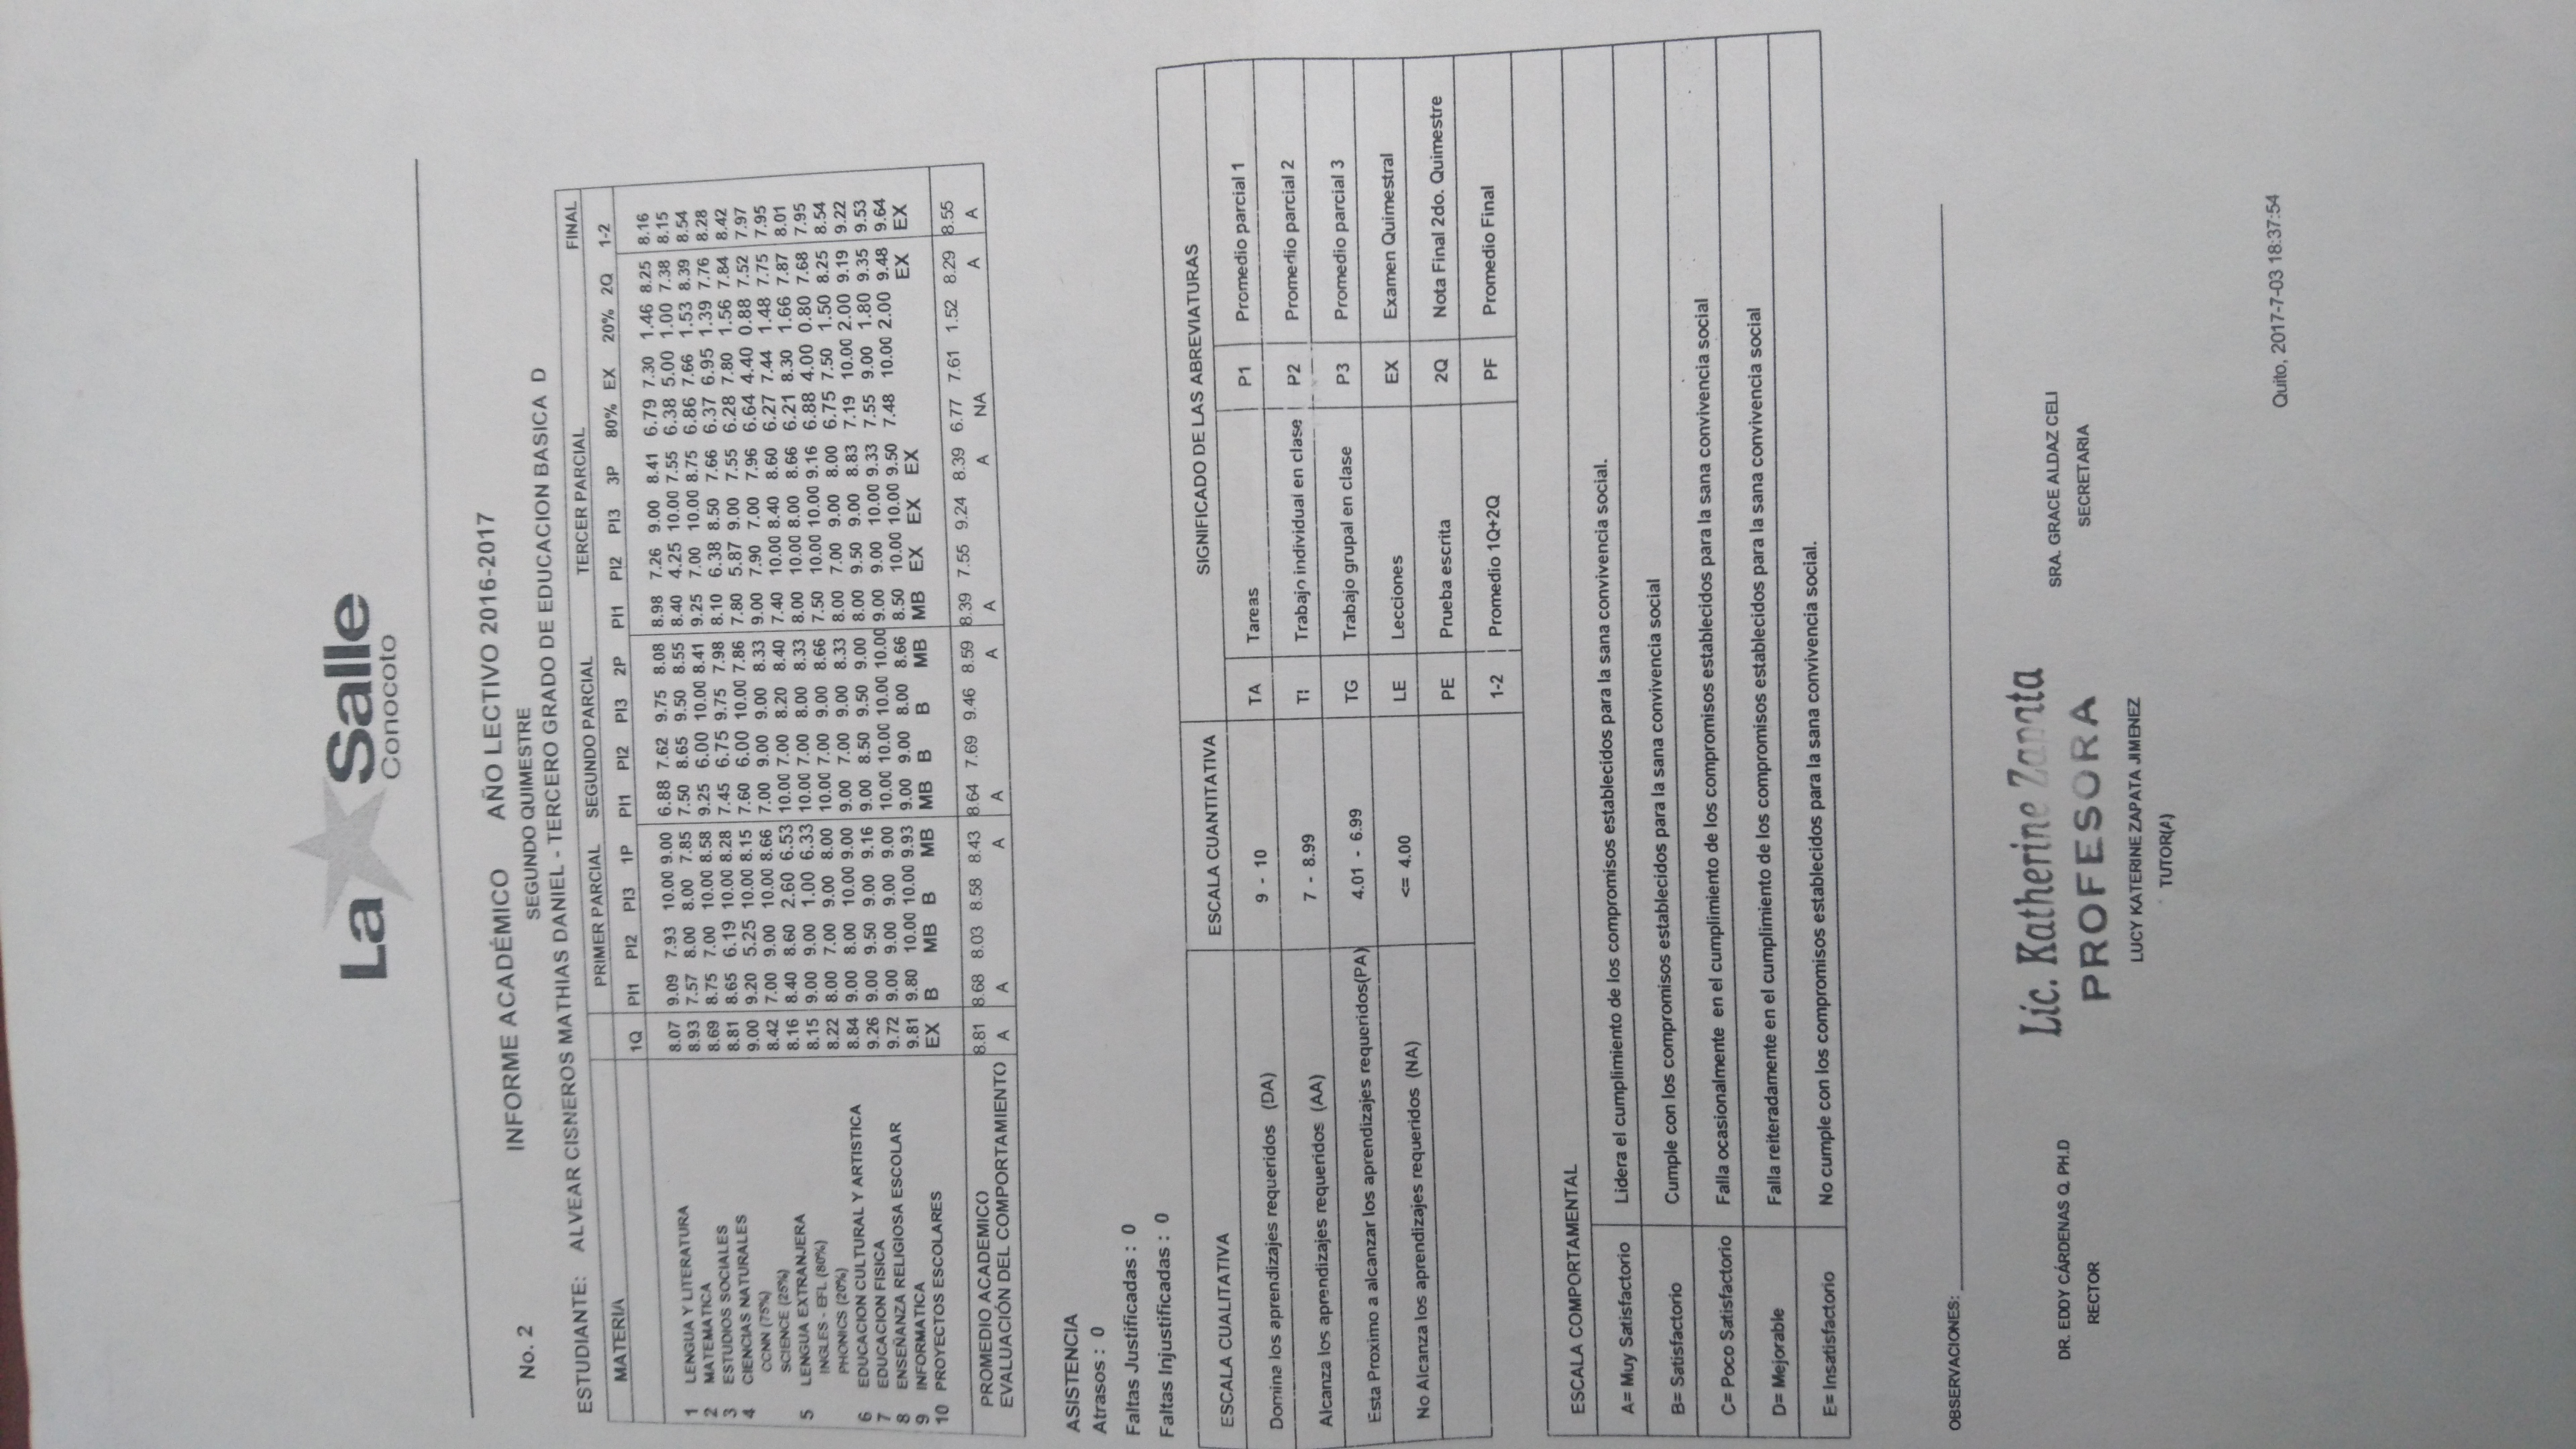 La Salle
Conocoto
No. 2 INFORME ACADÉMICO AÑO LECTIVO 2016-2017
SEGUNDO QUIMESTRE
ESTUDIANTE: ALVEAR CISNEROS MATHIAS DANIEL - TERCERO GRADO DE EDUCACION BASICA D
MATERIA PRIMER PARCIAL SEGUNDO PARCIAL TERCER PARCIAL FINAL
1Q PI1 PI2 PI3 1P PI1 PI2 PI3 2P PI1 PI2 PI3 3P 80% EX 20% 2Q 1-2
1 LENGUA Y LITERATURA 8.07 9.09 7.93 10.00 9.00 6.88 7.62 9.75 8.08 8.98 7.26 9.00 8.41 6.79 7.30 1.46 8.25 8.16
2 MATEMATICA 8.93 7.57 8.00 8.00 7.85 7.50 8.65 9.50 8.55 8.40 4.25 10.00 7.55 6.38 5.00 1.00 7.38 8.15
3 ESTUDIOS SOCIALES 8.69 8.75 7.00 10.00 8.58 9.25 6.00 10.00 8.41 9.25 7.00 10.00 8.75 6.86 7.66 1.53 8.39 8.54
4 CIENCIAS NATURALES 8.81 8.65 6.19 10.00 8.28 7.45 6.75 9.75 7.98 8.10 6.38 8.50 7.66 6.37 6.95 1.39 7.76 8.28
CCNN (75%) 9.00 9.20 5.25 10.00 8.15 7.60 6.00 10.00 7.86 7.80 5.87 9.00 7.55 6.28 7.80 1.56 7.84 8.42
SCIENCE (25%) 8.42 7.00 9.00 10.00 8.66 7.00 9.00 9.00 8.33 9.00 7.90 7.00 7.96 6.64 4.40 0.88 7.52 7.97
5 LENGUA EXTRANJERA 8.16 8.40 8.60 2.60 6.53 10.00 7.00 8.20 8.40 7.40 10.00 8.40 8.60 6.27 7.44 1.48 7.75 7.95
INGLES - EFL (80%) 8.15 9.00 9.00 1.00 6.33 10.00 7.00 8.00 8.33 8.00 10.00 8.00 8.66 6.21 8.30 1.66 7.87 8.01
PHONICS (20%) 8.22 8.00 7.00 9.00 8.00 10.00 7.00 9.00 8.66 7.50 10.00 10.00 9.16 6.88 4.00 0.80 7.68 7.95
6 EDUCACION CULTURAL Y ARTISTICA 8.84 9.00 8.00 10.00 9.00 9.00 7.00 9.00 8.33 8.00 7.00 9.00 8.00 6.75 7.50 1.50 8.25 8.54
7 EDUCACION FISICA 9.26 9.00 9.50 9.00 9.16 9.00 8.50 9.50 9.00 8.00 9.50 9.00 8.83 7.19 10.00 2.00 9.19 9.22
8 ENSEÑANZA RELIGIOSA ESCOLAR 9.72 9.00 9.00 9.00 9.00 10.00 10.00 10.00 10.00 9.00 9.00 10.00 9.33 7.55 9.00 1.80 9.35 9.53
9 INFORMATICA 9.81 9.80 10.00 10.00 9.93 9.00 9.00 8.00 8.66 8.50 10.00 10.00 9.50 7.48 10.00 2.00 9.48 9.64
10 PROYECTOS ESCOLARES EX B MB B MB MB B B MB MB EX EX EX EX EX
PROMEDIO ACADEMICO 8.81 8.68 8.03 8.58 8.43 8.64 7.69 9.46 8.59 8.39 7.55 9.24 8.39 6.77 7.61 1.52 8.29 8.55
EVALUACIÓN DEL COMPORTAMIENTO A A A A A A A NA A A
ASISTENCIA
Atrasos : 0
Faltas Justificadas : 0
Faltas Injustificadas : 0
ESCALA CUALITATIVA ESCALA CUANTITATIVA SIGNIFICADO DE LAS ABREVIATURAS
Domina los aprendizajes requeridos (DA) 9 - 10 TA Tareas P1 Promedio parcial 1
Alcanza los aprendizajes requeridos (AA) 7 - 8.99 TI Trabajo individual en clase P2 Promedio parcial 2
Esta Proximo a alcanzar los aprendizajes requeridos(PA) 4.01 - 6.99 TG Trabajo grupal en clase P3 Promedio parcial 3
No Alcanza los aprendizajes requeridos (NA) <= 4.00 LE Lecciones EX Examen Quimestral
PE Prueba escrita 2Q Nota Final 2do. Quimestre
1-2 Promedio 1Q+2Q PF Promedio Final
ESCALA COMPORTAMENTAL
A= Muy Satisfactorio Lidera el cumplimiento de los compromisos establecidos para la sana convivencia social.
B= Satisfactorio Cumple con los compromisos establecidos para la sana convivencia social
C= Poco Satisfactorio Falla ocasionalmente en el cumplimiento de los compromisos establecidos para la sana convivencia social
D= Mejorable Falla reiteradamente en el cumplimiento de los compromisos establecidos para la sana convivencia social
E= Insatisfactorio No cumple con los compromisos establecidos para la sana convivencia social.
OBSERVACIONES:
Lic. Katherine Zapata
PROFESORA
DR. EDDY CÁRDENAS Q. PH.D SRA. GRACE ALDAZ CELI
RECTOR SECRETARIA
LUCY KATERINE ZAPATA JIMENEZ
TUTOR(A)
Quito, 2017-7-03 18:37:54